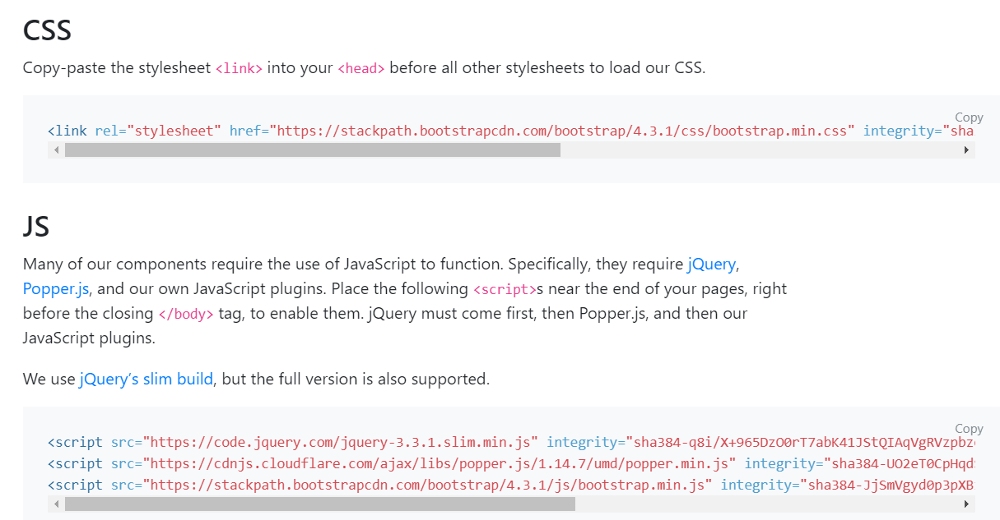 CSS
Copy-paste the stylesheet <link> into your <head> before all other stylesheets to load our CSS.
Copy
<link rel="stylesheet" href="https://stackpath.bootstrapcdn.com/bootstrap/4.3.1/css/bootstrap.min.css" integrity="sha
JS
Many of our components require the use of JavaScript to function. Specifically, they require jQuery,
Popper.js, and our own JavaScript plugins. Place the following <script>s near the end of your pages, right
before the closing </body> tag, to enable them. jQuery must come first, then Popper.js, and then our
JavaScript plugins.
We use jQuery’s slim build, but the full version is also supported.
Copy
<script src="https://code.jquery.com/jquery-3.3.1.slim.min.js" integrity="sha384-q8i/X+965DzO0rT7abK41JStQIAqVgRVzpbz
<script src="https://cdnjs.cloudflare.com/ajax/libs/popper.js/1.14.7/umd/popper.min.js" integrity="sha384-UO2eT0CpHqd
<script src="https://stackpath.bootstrapcdn.com/bootstrap/4.3.1/js/bootstrap.min.js" integrity="sha384-JjSmVgyd0p3pXB